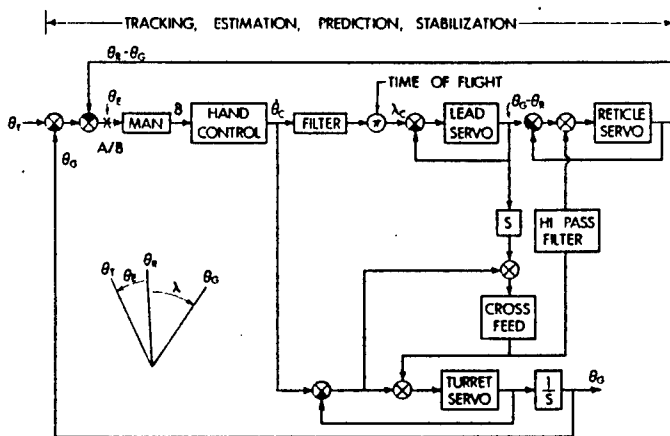 TRACKING, ESTIMATION, PREDICTION, STABILIZATION
θR-θG
TIME OF FLIGHT
θT
θE
MAN
δ
HAND
CONTROL
θ̇C
FILTER
π
λC
LEAD
SERVO
θG-θR
RETICLE
SERVO
A/B
θG
S
HI PASS
FILTER
θT
θE
θR
λ
θG
CROSS
FEED
TURRET
SERVO
1
S
θG